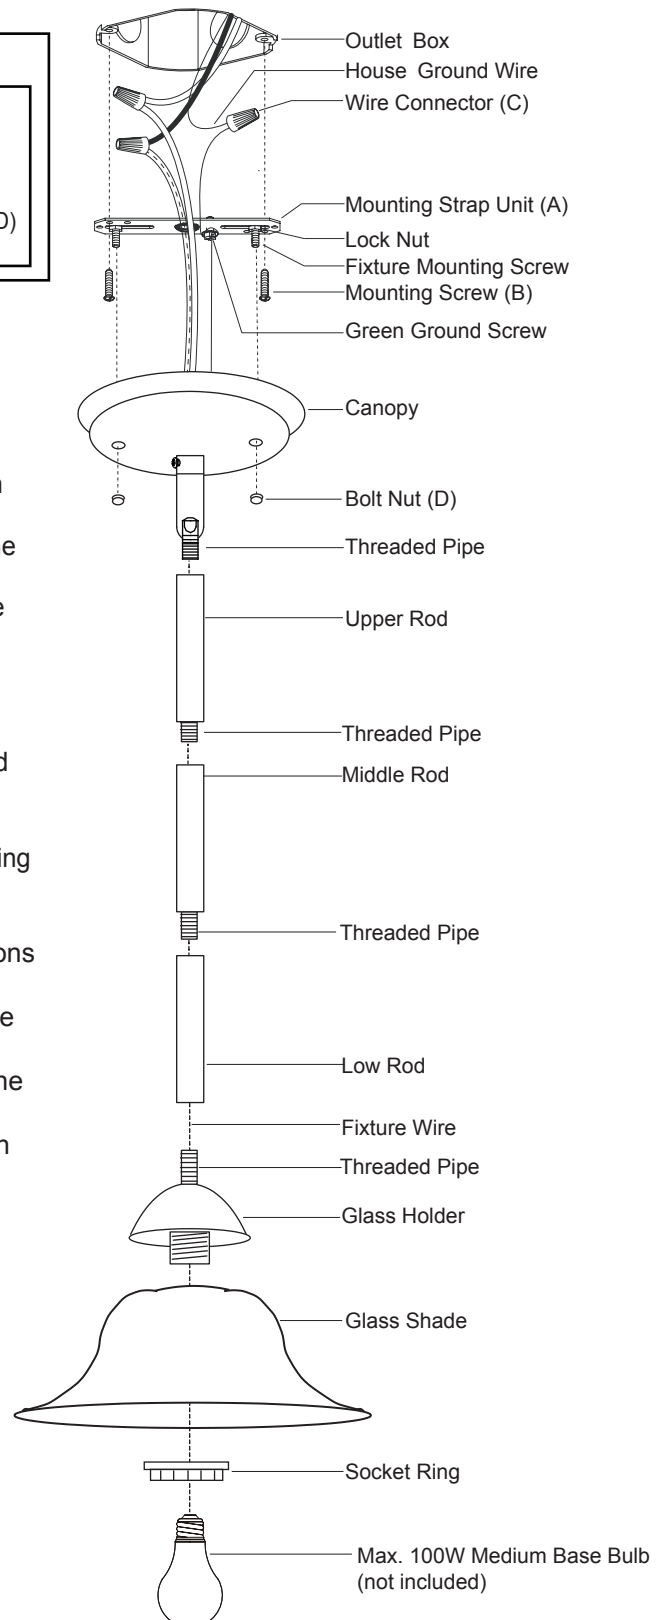 )
e
e
d
ing
ons
e
e
n
Outlet Box
House Ground Wire
Wire Connector (C)
Mounting Strap Unit (A)
Lock Nut
Fixture Mounting Screw
Mounting Screw (B)
Green Ground Screw
Canopy
Bolt Nut (D)
Threaded Pipe
Upper Rod
Threaded Pipe
Middle Rod
Threaded Pipe
Low Rod
Fixture Wire
Threaded Pipe
Glass Holder
Glass Shade
Socket Ring
Max. 100W Medium Base Bulb
(not included)